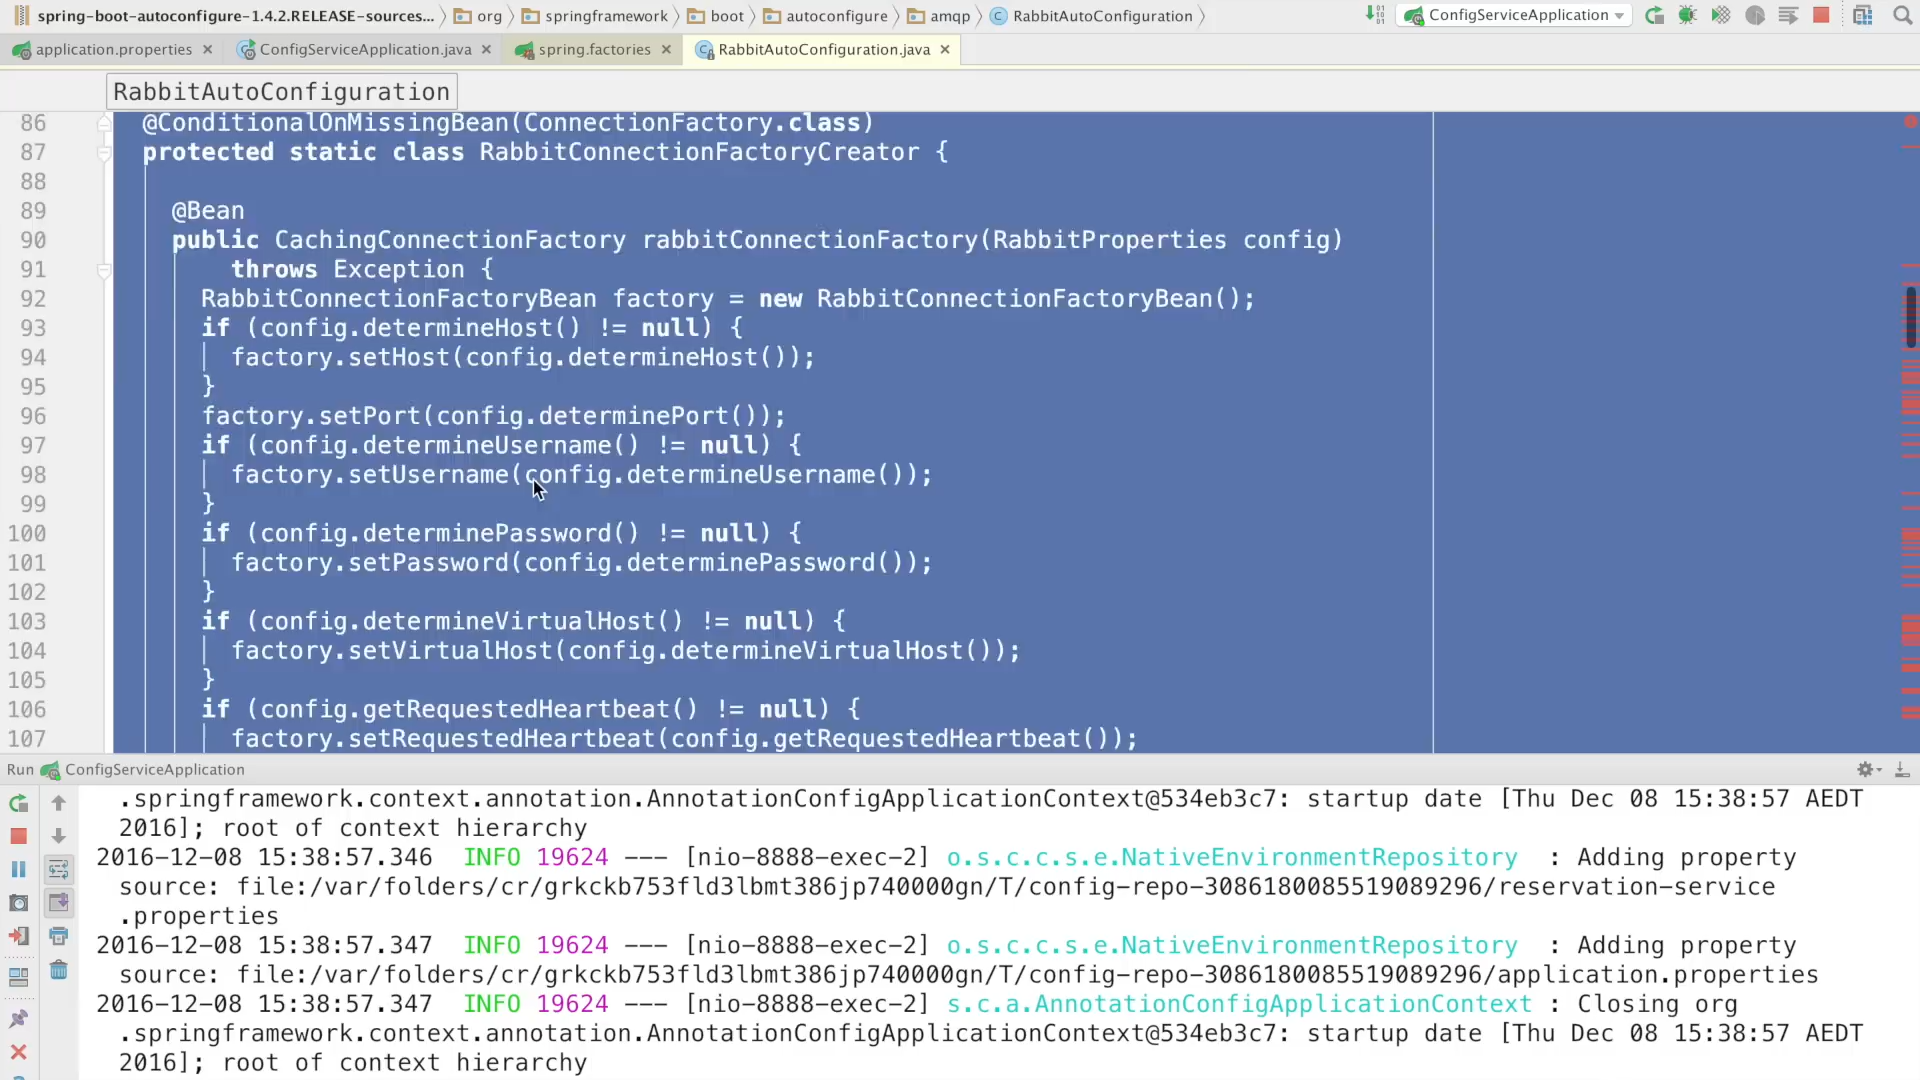 spring-boot-autoconfigure-1.4.2.RELEASE-sources... org springframework boot autoconfigure amqp RabbitAutoConfiguration ConfigServiceApplication
application.properties ConfigServiceApplication.java spring.factories RabbitAutoConfiguration.java
RabbitAutoConfiguration
86 @ConditionalOnMissingBean(ConnectionFactory.class)
87 protected static class RabbitConnectionFactoryCreator {
88
89 @Bean
90 public CachingConnectionFactory rabbitConnectionFactory(RabbitProperties config)
91 throws Exception {
92 RabbitConnectionFactoryBean factory = new RabbitConnectionFactoryBean();
93 if (config.determineHost() != null) {
94 factory.setHost(config.determineHost());
95 }
96 factory.setPort(config.determinePort());
97 if (config.determineUsername() != null) {
98 factory.setUsername(config.determineUsername());
99 }
100 if (config.determinePassword() != null) {
101 factory.setPassword(config.determinePassword());
102 }
103 if (config.determineVirtualHost() != null) {
104 factory.setVirtualHost(config.determineVirtualHost());
105 }
106 if (config.getRequestedHeartbeat() != null) {
107 factory.setRequestedHeartbeat(config.getRequestedHeartbeat());
Run ConfigServiceApplication
.springframework.context.annotation.AnnotationConfigApplicationContext@534eb3c7: startup date [Thu Dec 08 15:38:57 AEDT
2016]; root of context hierarchy
2016-12-08 15:38:57.346 INFO 19624 --- [nio-8888-exec-2] o.s.c.c.s.e.NativeEnvironmentRepository : Adding property
source: file:/var/folders/cr/grkckb753fld3lbmt386jp740000gn/T/config-repo-3086180085519089296/reservation-service
.properties
2016-12-08 15:38:57.347 INFO 19624 --- [nio-8888-exec-2] o.s.c.c.s.e.NativeEnvironmentRepository : Adding property
source: file:/var/folders/cr/grkckb753fld3lbmt386jp740000gn/T/config-repo-3086180085519089296/application.properties
2016-12-08 15:38:57.347 INFO 19624 --- [nio-8888-exec-2] s.c.a.AnnotationConfigApplicationContext : Closing org
.springframework.context.annotation.AnnotationConfigApplicationContext@534eb3c7: startup date [Thu Dec 08 15:38:57 AEDT
2016]; root of context hierarchy